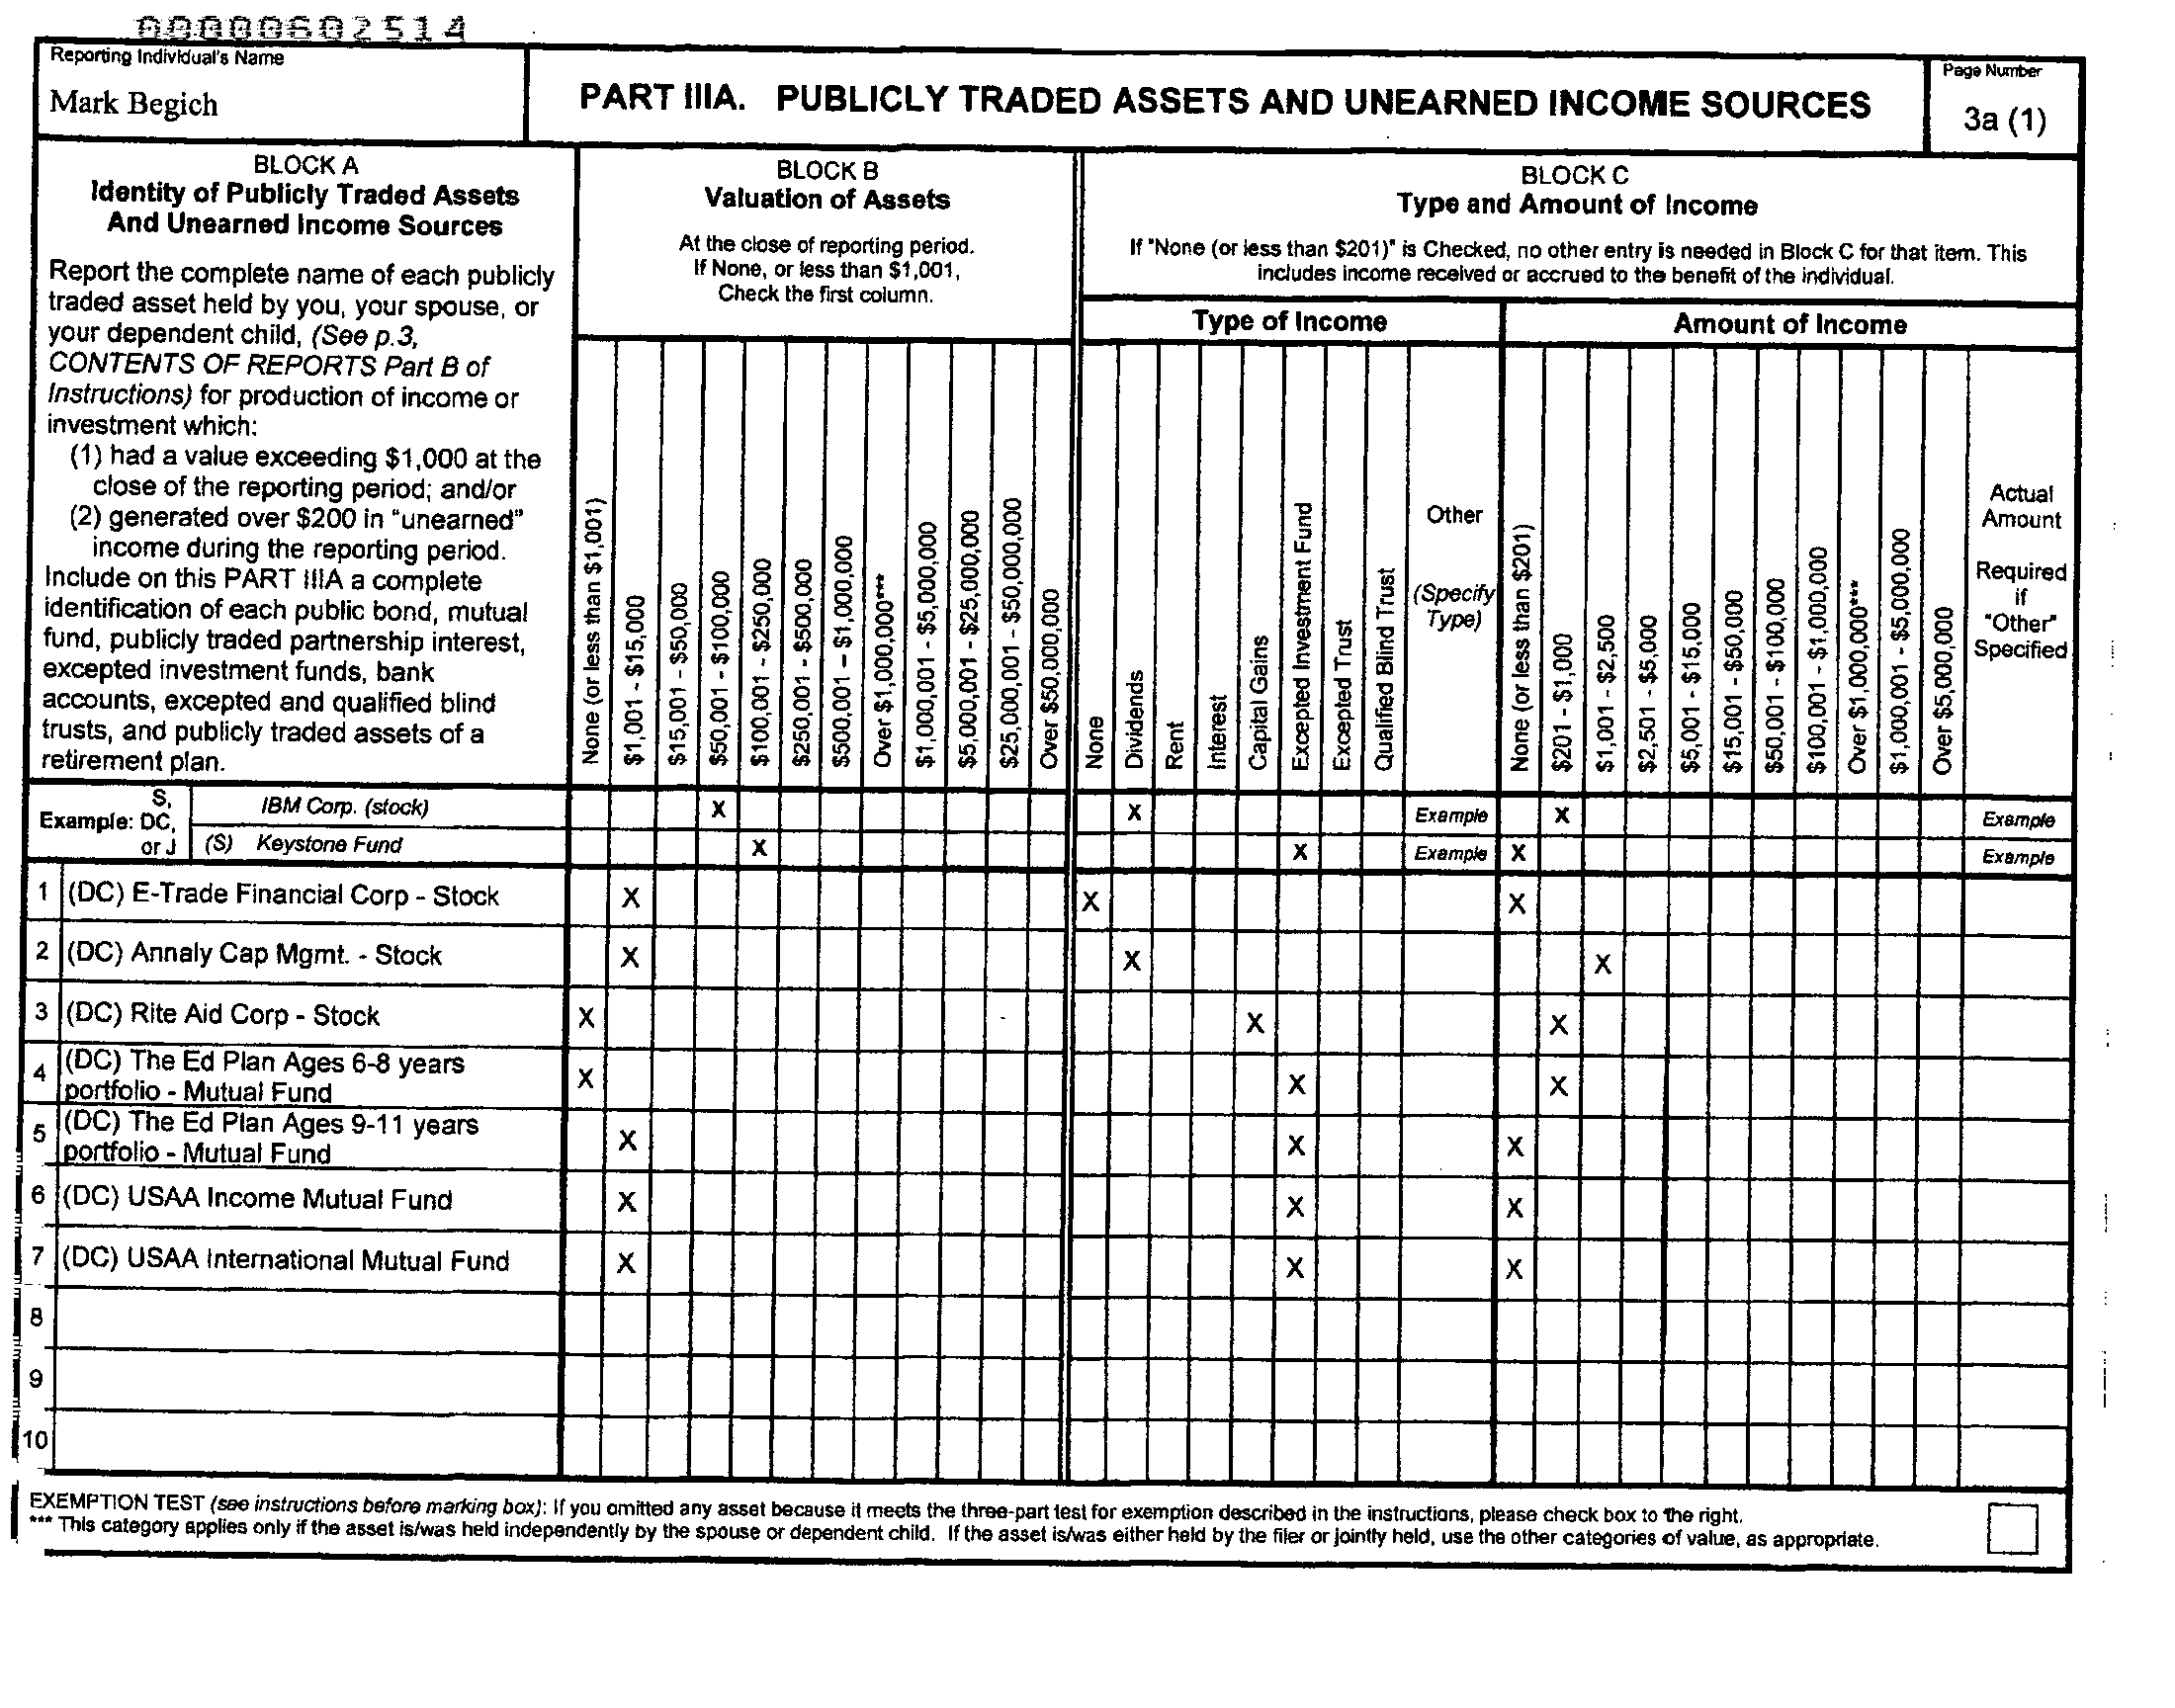 00000602514
Reporting Individual's Name
Mark Begich
PART IIIA. PUBLICLY TRADED ASSETS AND UNEARNED INCOME SOURCES
Page Number
3a (1)
BLOCK A
Identity of Publicly Traded Assets
And Unearned Income Sources
Report the complete name of each publicly
traded asset held by you, your spouse, or
your dependent child, (See p.3,
CONTENTS OF REPORTS Part B of
Instructions) for production of income or
investment which:
(1) had a value exceeding $1,000 at the
close of the reporting period; and/or
(2) generated over $200 in "unearned"
income during the reporting period.
Include on this PART IIIA a complete
identification of each public bond, mutual
fund, publicly traded partnership interest,
excepted investment funds, bank
accounts, excepted and qualified blind
trusts, and publicly traded assets of a
retirement plan.
BLOCK B
Valuation of Assets
At the close of reporting period.
If None, or less than $1,001,
Check the first column.
None (or less than $1,001)
$1,001 - $15,000
$15,001 - $50,000
$50,001 - $100,000
$100,001 - $250,000
$250,001 - $500,000
$500,001 – $1,000,000
Over $1,000,000***
$1,000,001 - $5,000,000
$5,000,001 - $25,000,000
$25,000,001 - $50,000,000
Over $50,000,000
BLOCK C
Type and Amount of Income
If "None (or less than $201)" is Checked, no other entry is needed in Block C for that item. This
includes income received or accrued to the benefit of the individual.
Type of Income
None
Dividends
Rent
Interest
Capital Gains
Excepted Investment Fund
Excepted Trust
Qualified Blind Trust
Other
(Specify
Type)
Amount of Income
None (or less than $201)
$201 - $1,000
$1,001 - $2,500
$2,501 - $5,000
$5,001 - $15,000
$15,001 - $50,000
$50,001 - $100,000
$100,001 - $1,000,000
Over $1,000,000***
$1,000,001 - $5,000,000
Over $5,000,000
Actual
Amount
Required
if
"Other"
Specified
Example:
S,
DC,
or J
IBM Corp. (stock) X X Example X Example
(S) Keystone Fund X X Example X Example
1 (DC) E-Trade Financial Corp - Stock X X X
2 (DC) Annaly Cap Mgmt. - Stock X X X
3 (DC) Rite Aid Corp - Stock X X X
4 (DC) The Ed Plan Ages 6-8 years
portfolio - Mutual Fund X X X
5 (DC) The Ed Plan Ages 9-11 years
portfolio - Mutual Fund X X X
6 (DC) USAA Income Mutual Fund X X X
7 (DC) USAA International Mutual Fund X X X
8
9
10
EXEMPTION TEST (see instructions before marking box): If you omitted any asset because it meets the three-part test for exemption described in the instructions, please check box to the right.
*** This category applies only if the asset is/was held independently by the spouse or dependent child. If the asset is/was either held by the filer or jointly held, use the other categories of value, as appropriate.